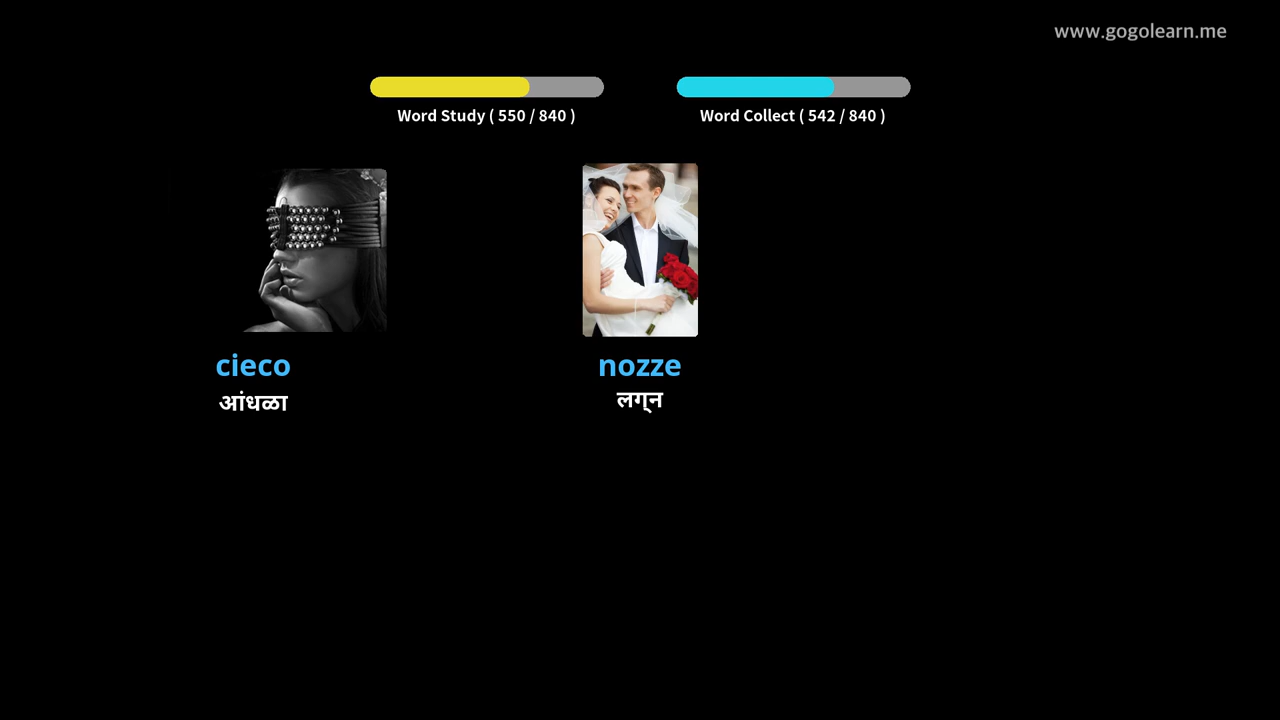 www.gogolearn.me
Word Study ( 550 / 840 )
Word Collect ( 542 / 840 )
cieco
nozze
आंधळा
लग्न